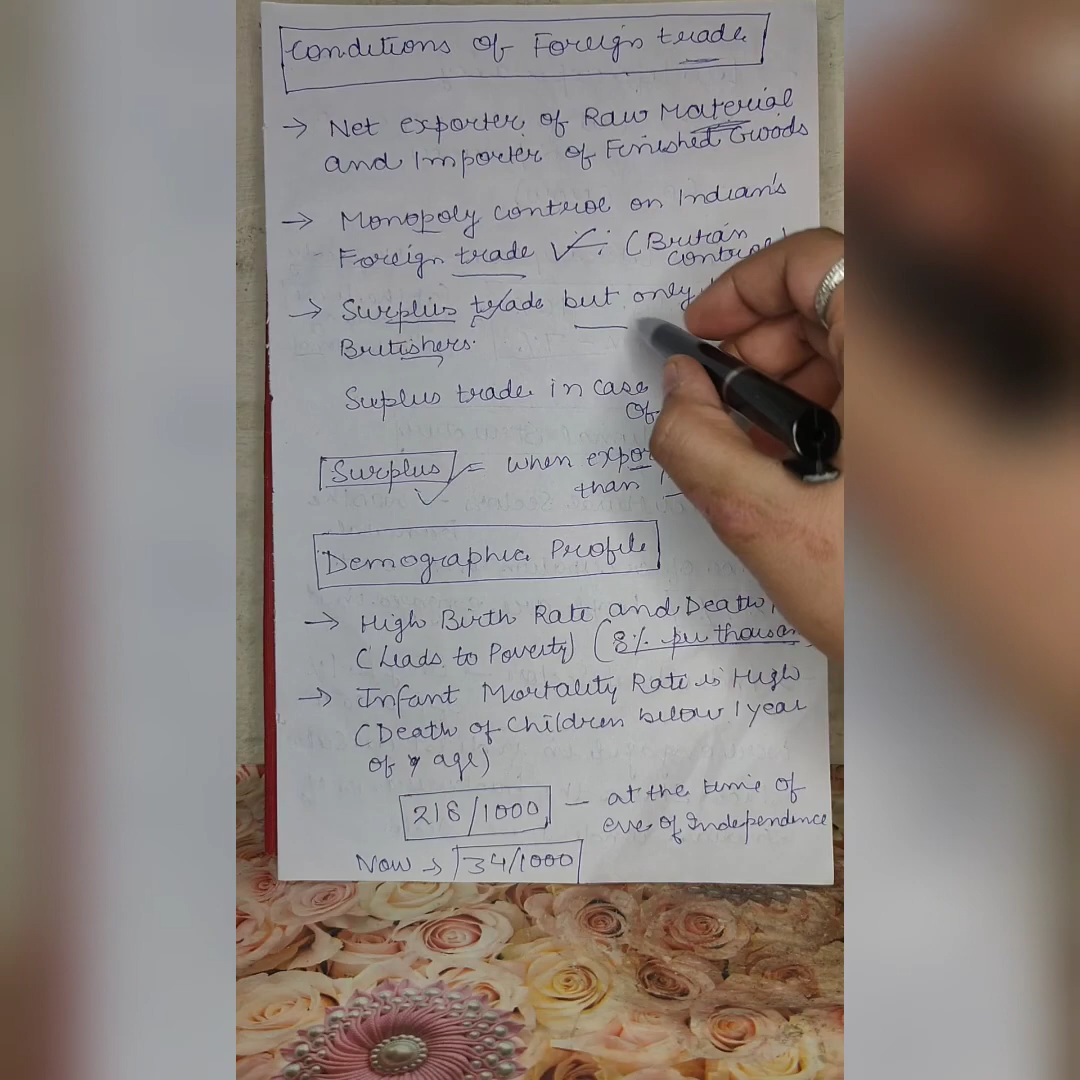 Conditions of Foreign trade
→ Net exporter of Raw Material
and Importer of Finished Goods
→ Monopoly control on Indian's
Foreign trade (Britain
→ Surplus trade but only
Britishers.
Surplus trade in case
of
Surplus = when
than
Demographic Profile
→ High Birth Rate and Death
(Leads to Poverty) (8% per
→ Infant Mortality Rate is High
(Death of Children below 1 year
of age)
218/1000 — at the time of
eve of Independence
Now → 34/1000